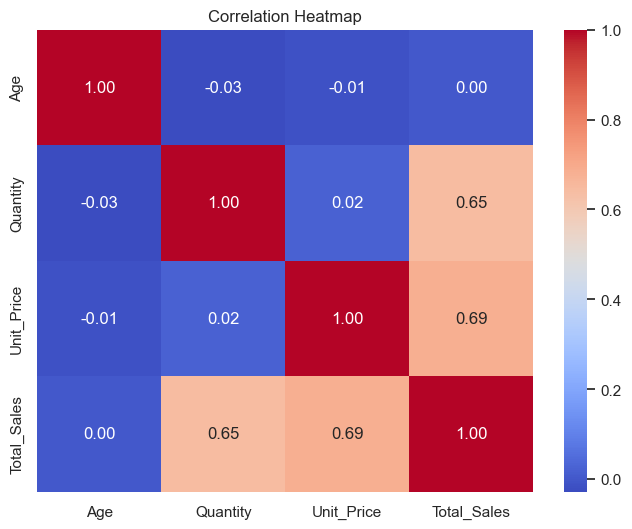 Correlation Heatmap
Age
1.00 -0.03 -0.01 0.00
Quantity
-0.03 1.00 0.02 0.65
Unit_Price
-0.01 0.02 1.00 0.69
Total_Sales
0.00 0.65 0.69 1.00
Age Quantity Unit_Price Total_Sales
1.0
0.8
0.6
0.4
0.2
0.0